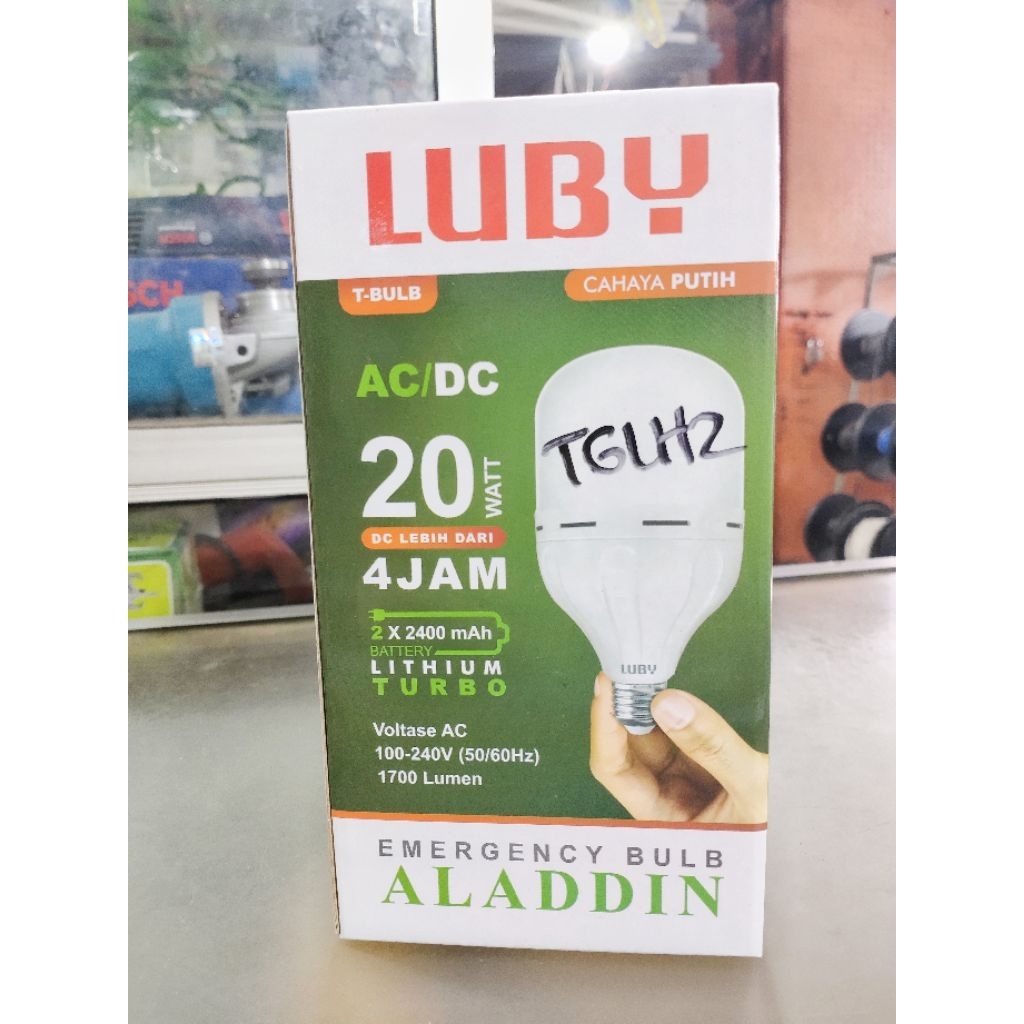 LUBY
T-BULB
CAHAYA PUTIH
AC/DC
TGLH2
20 WATT
DC LEBIH DARI
4JAM
2 X 2400 mAh
BATTERY
LITHIUM
TURBO
LUBY
Voltase AC
100-240V (50/60Hz)
1700 Lumen
EMERGENCY BULB
ALADDIN
SCH